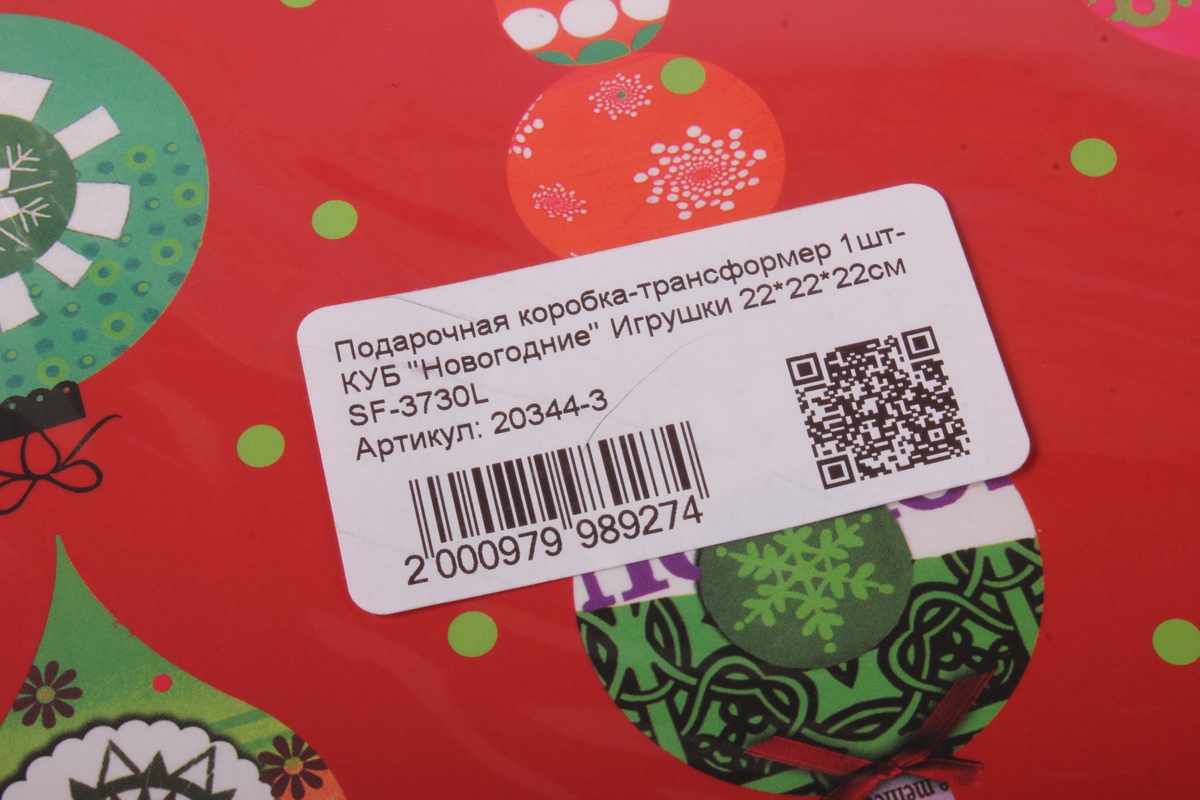 Подарочная коробка-трансформер 1шт-
КУБ "Новогодние" Игрушки 22*22*22см
SF-3730L
Артикул: 20344-3
2 000979 989274